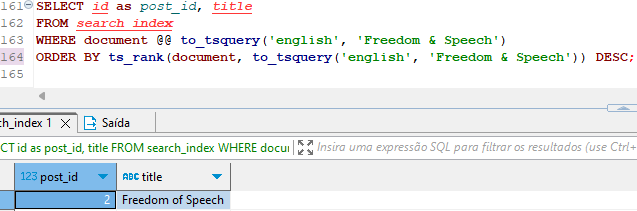 161 SELECT id as post_id, title
162 FROM search_index
163 WHERE document @@ to_tsquery('english', 'Freedom & Speech')
164 ORDER BY ts_rank(document, to_tsquery('english', 'Freedom & Speech')) DESC;
165
ch_index 1 Saída
CT id as post_id, title FROM search_index WHERE docum Insira uma expressão SQL para filtrar os resultados (use Ctrl+
123 post_id ABC title
2 Freedom of Speech